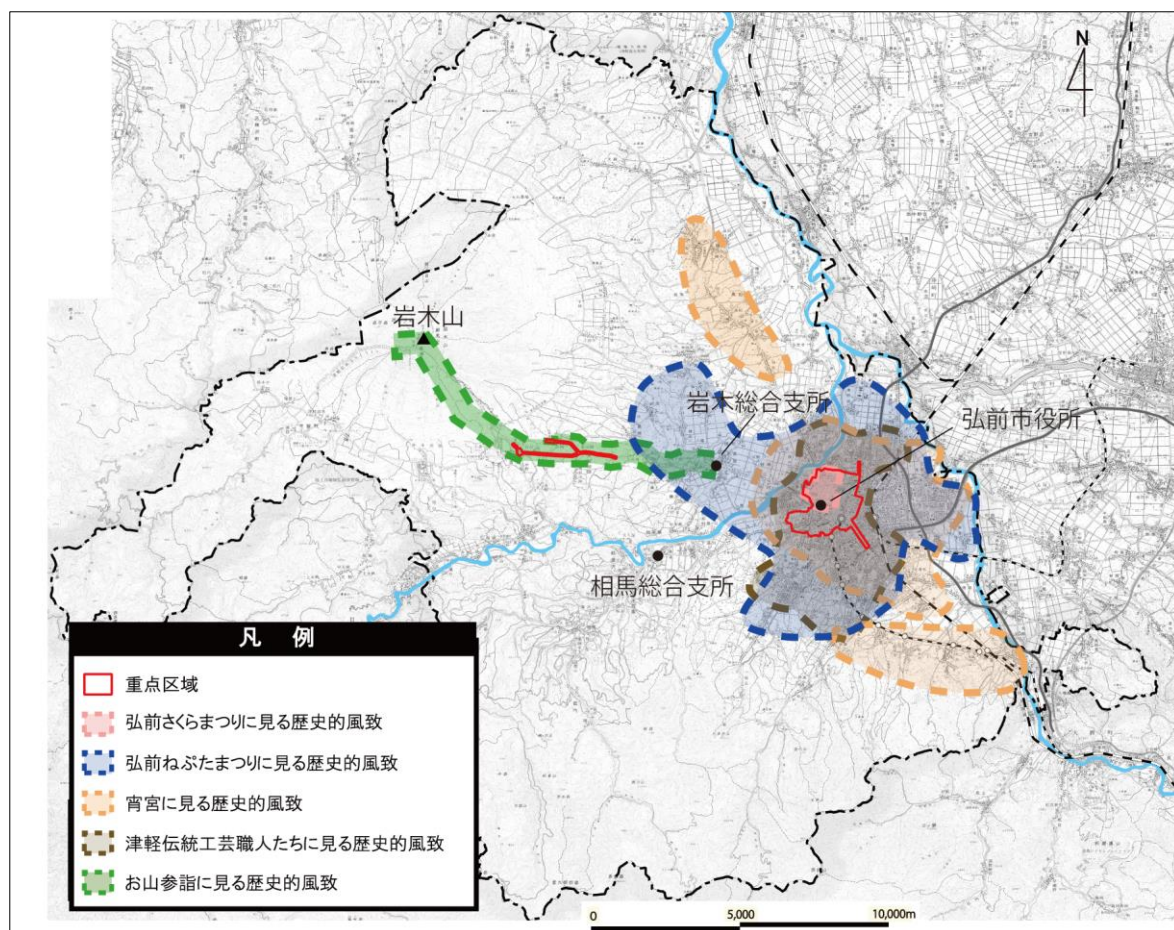 N
岩木山
岩木総合支所
弘前市役所
相馬総合支所
凡 例
重点区域
弘前さくらまつりに見る歴史的風致
弘前ねぷたまつりに見る歴史的風致
宵宮に見る歴史的風致
津軽伝統工芸職人たちに見る歴史的風致
お山参詣に見る歴史的風致
0 5,000 10,000m